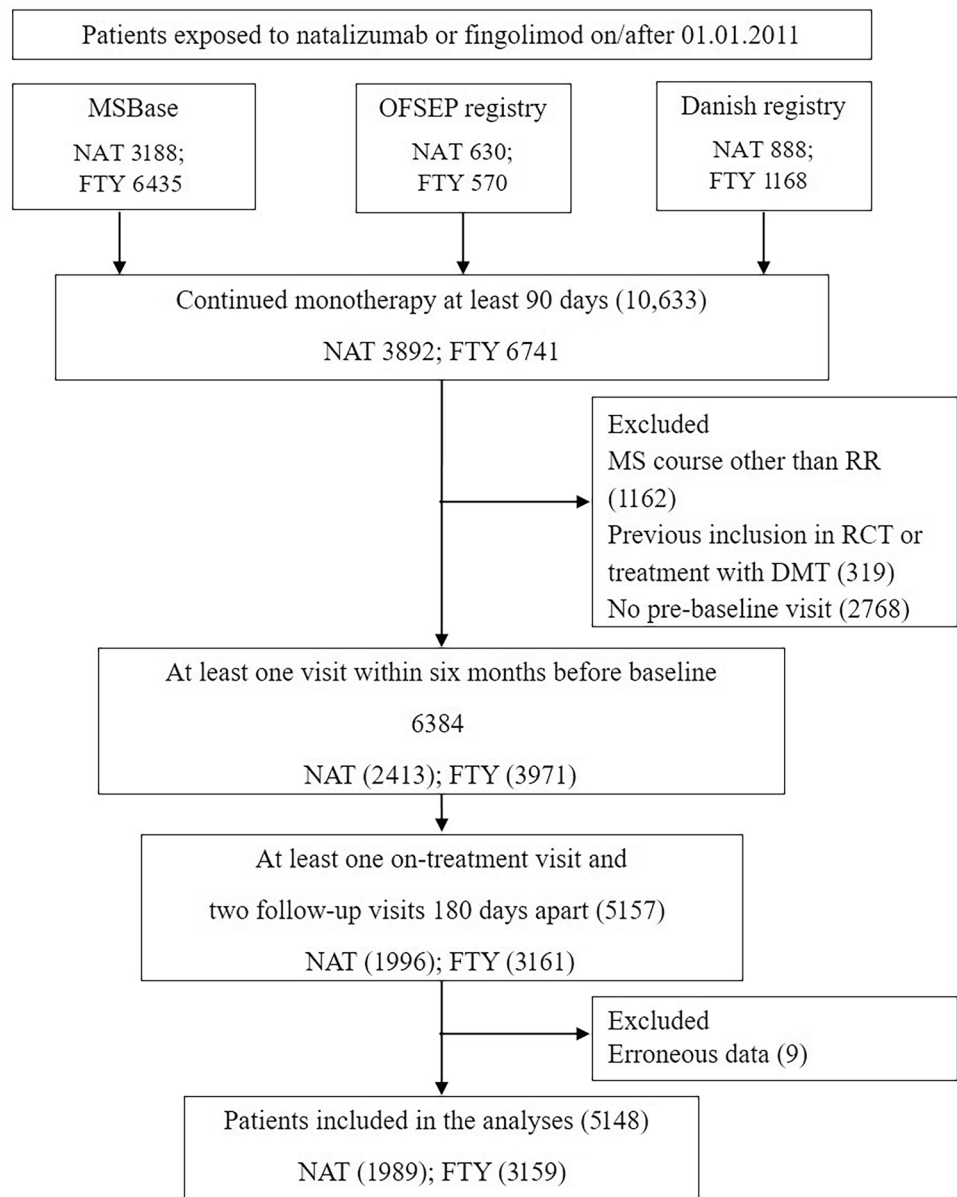 Patients exposed to natalizumab or fingolimod on/after 01.01.2011
MSBase
NAT 3188;
FTY 6435
OFSEP registry
NAT 630;
FTY 570
Danish registry
NAT 888;
FTY 1168
Continued monotherapy at least 90 days (10,633)
NAT 3892; FTY 6741
Excluded
MS course other than RR
(1162)
Previous inclusion in RCT or
treatment with DMT (319)
No pre-baseline visit (2768)
At least one visit within six months before baseline
6384
NAT (2413); FTY (3971)
At least one on-treatment visit and
two follow-up visits 180 days apart (5157)
NAT (1996); FTY (3161)
Excluded
Erroneous data (9)
Patients included in the analyses (5148)
NAT (1989); FTY (3159)